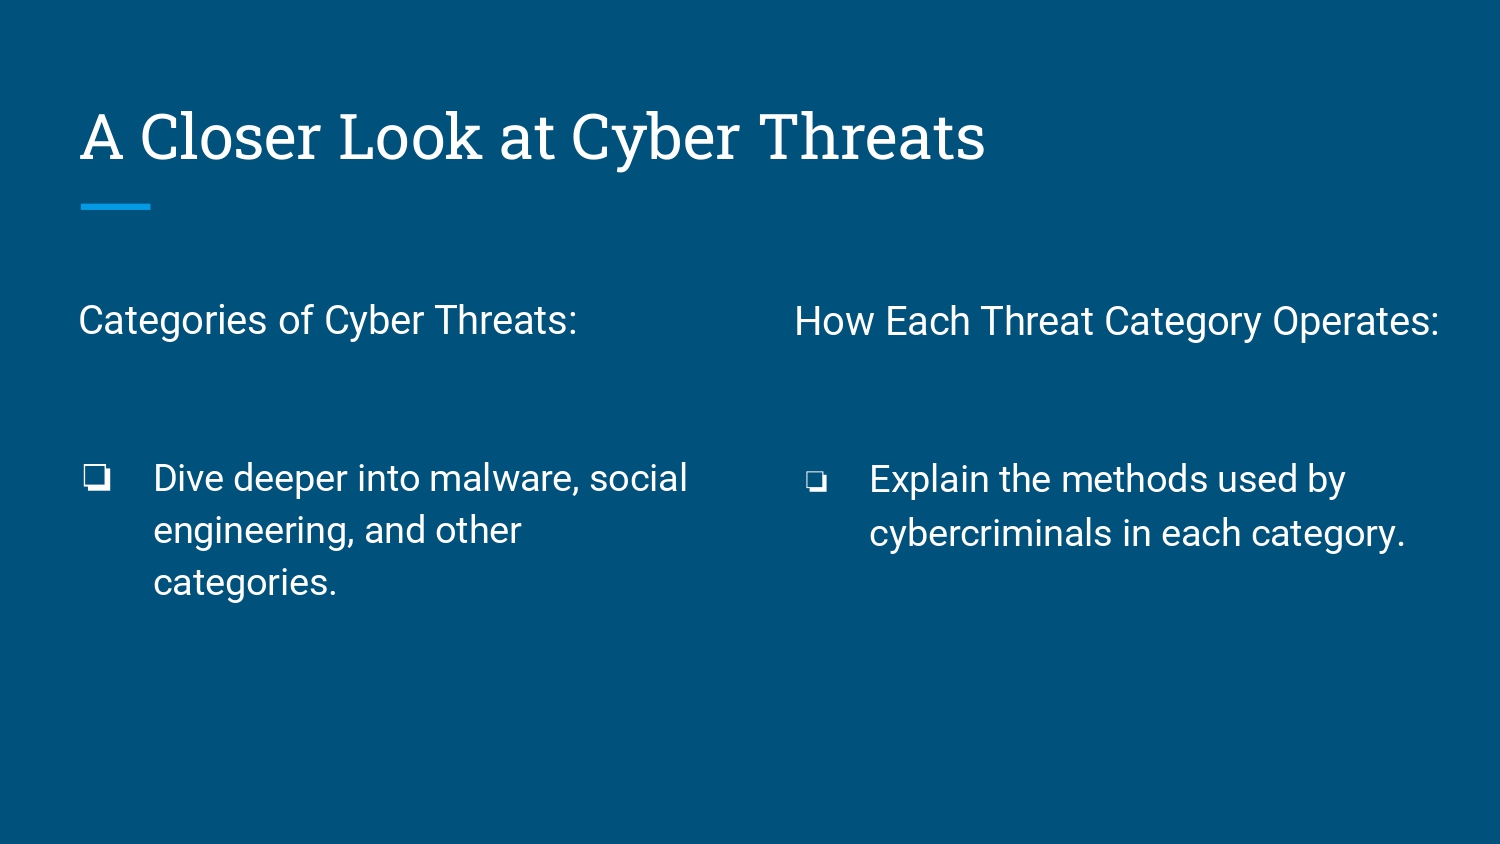 A Closer Look at Cyber Threats
Categories of Cyber Threats:
❏ Dive deeper into malware, social
engineering, and other
categories.
How Each Threat Category Operates:
❏ Explain the methods used by
cybercriminals in each category.